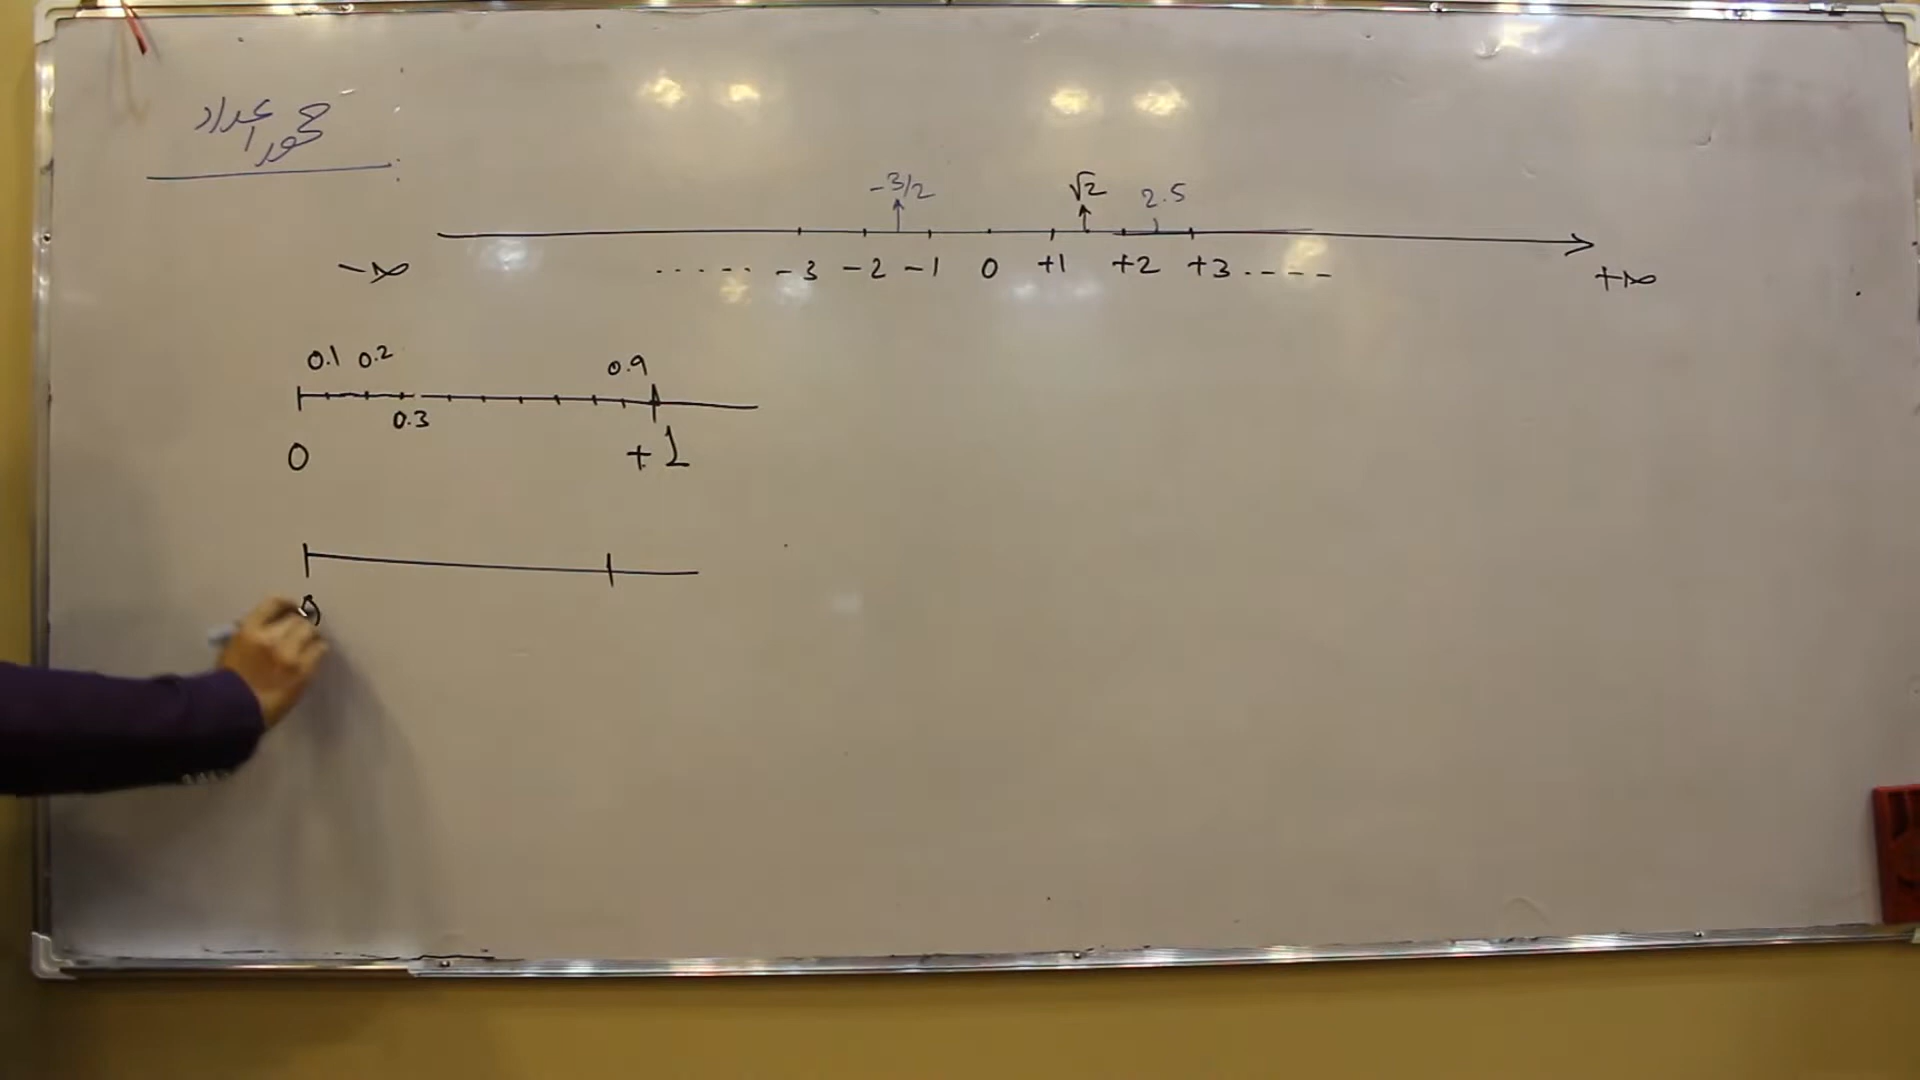 محور اعداد :
-3/2 √2 2.5
-∞ ..... -3 -2 -1 0 +1 +2 +3 ---- +∞
0.1 0.2 0.9
0.3
0 +1